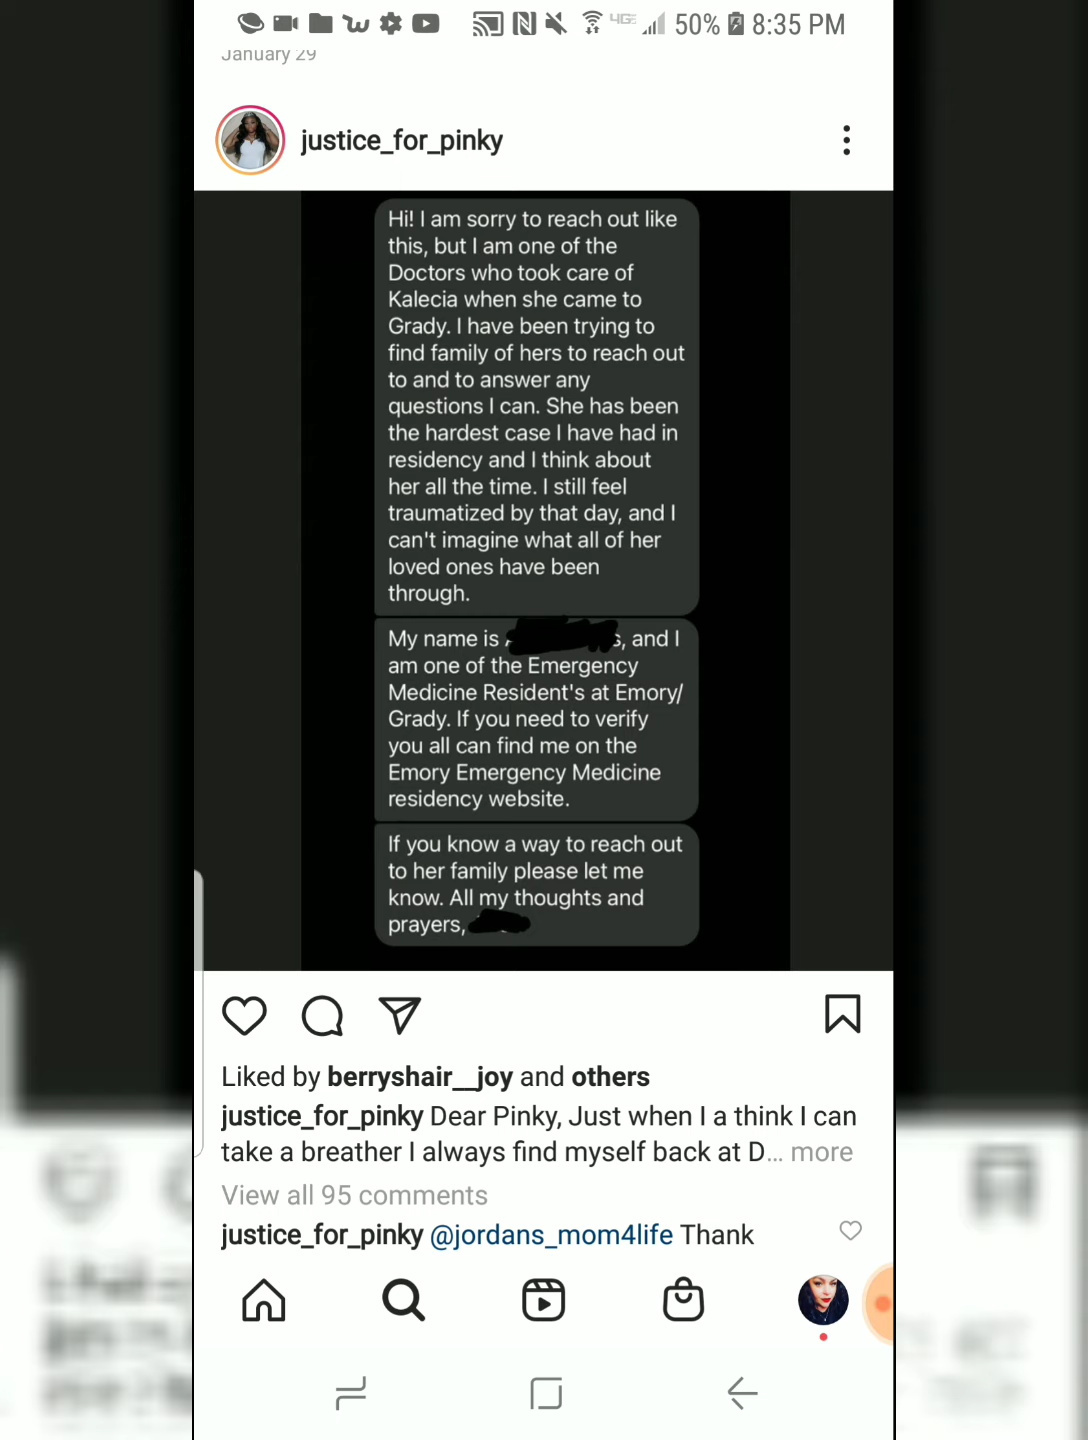 50% 8:35 PM
January 29
justice_for_pinky
Hi! I am sorry to reach out like
this, but I am one of the
Doctors who took care of
Kalecia when she came to
Grady. I have been trying to
find family of hers to reach out
to and to answer any
questions I can. She has been
the hardest case I have had in
residency and I think about
her all the time. I still feel
traumatized by that day, and I
can't imagine what all of her
loved ones have been
through.
My name is s, and I
am one of the Emergency
Medicine Resident's at Emory/
Grady. If you need to verify
you all can find me on the
Emory Emergency Medicine
residency website.
If you know a way to reach out
to her family please let me
know. All my thoughts and
prayers,
Liked by berryshair__joy and others
justice_for_pinky Dear Pinky, Just when I a think I can
take a breather I always find myself back at D... more
View all 95 comments
justice_for_pinky @jordans_mom4life Thank